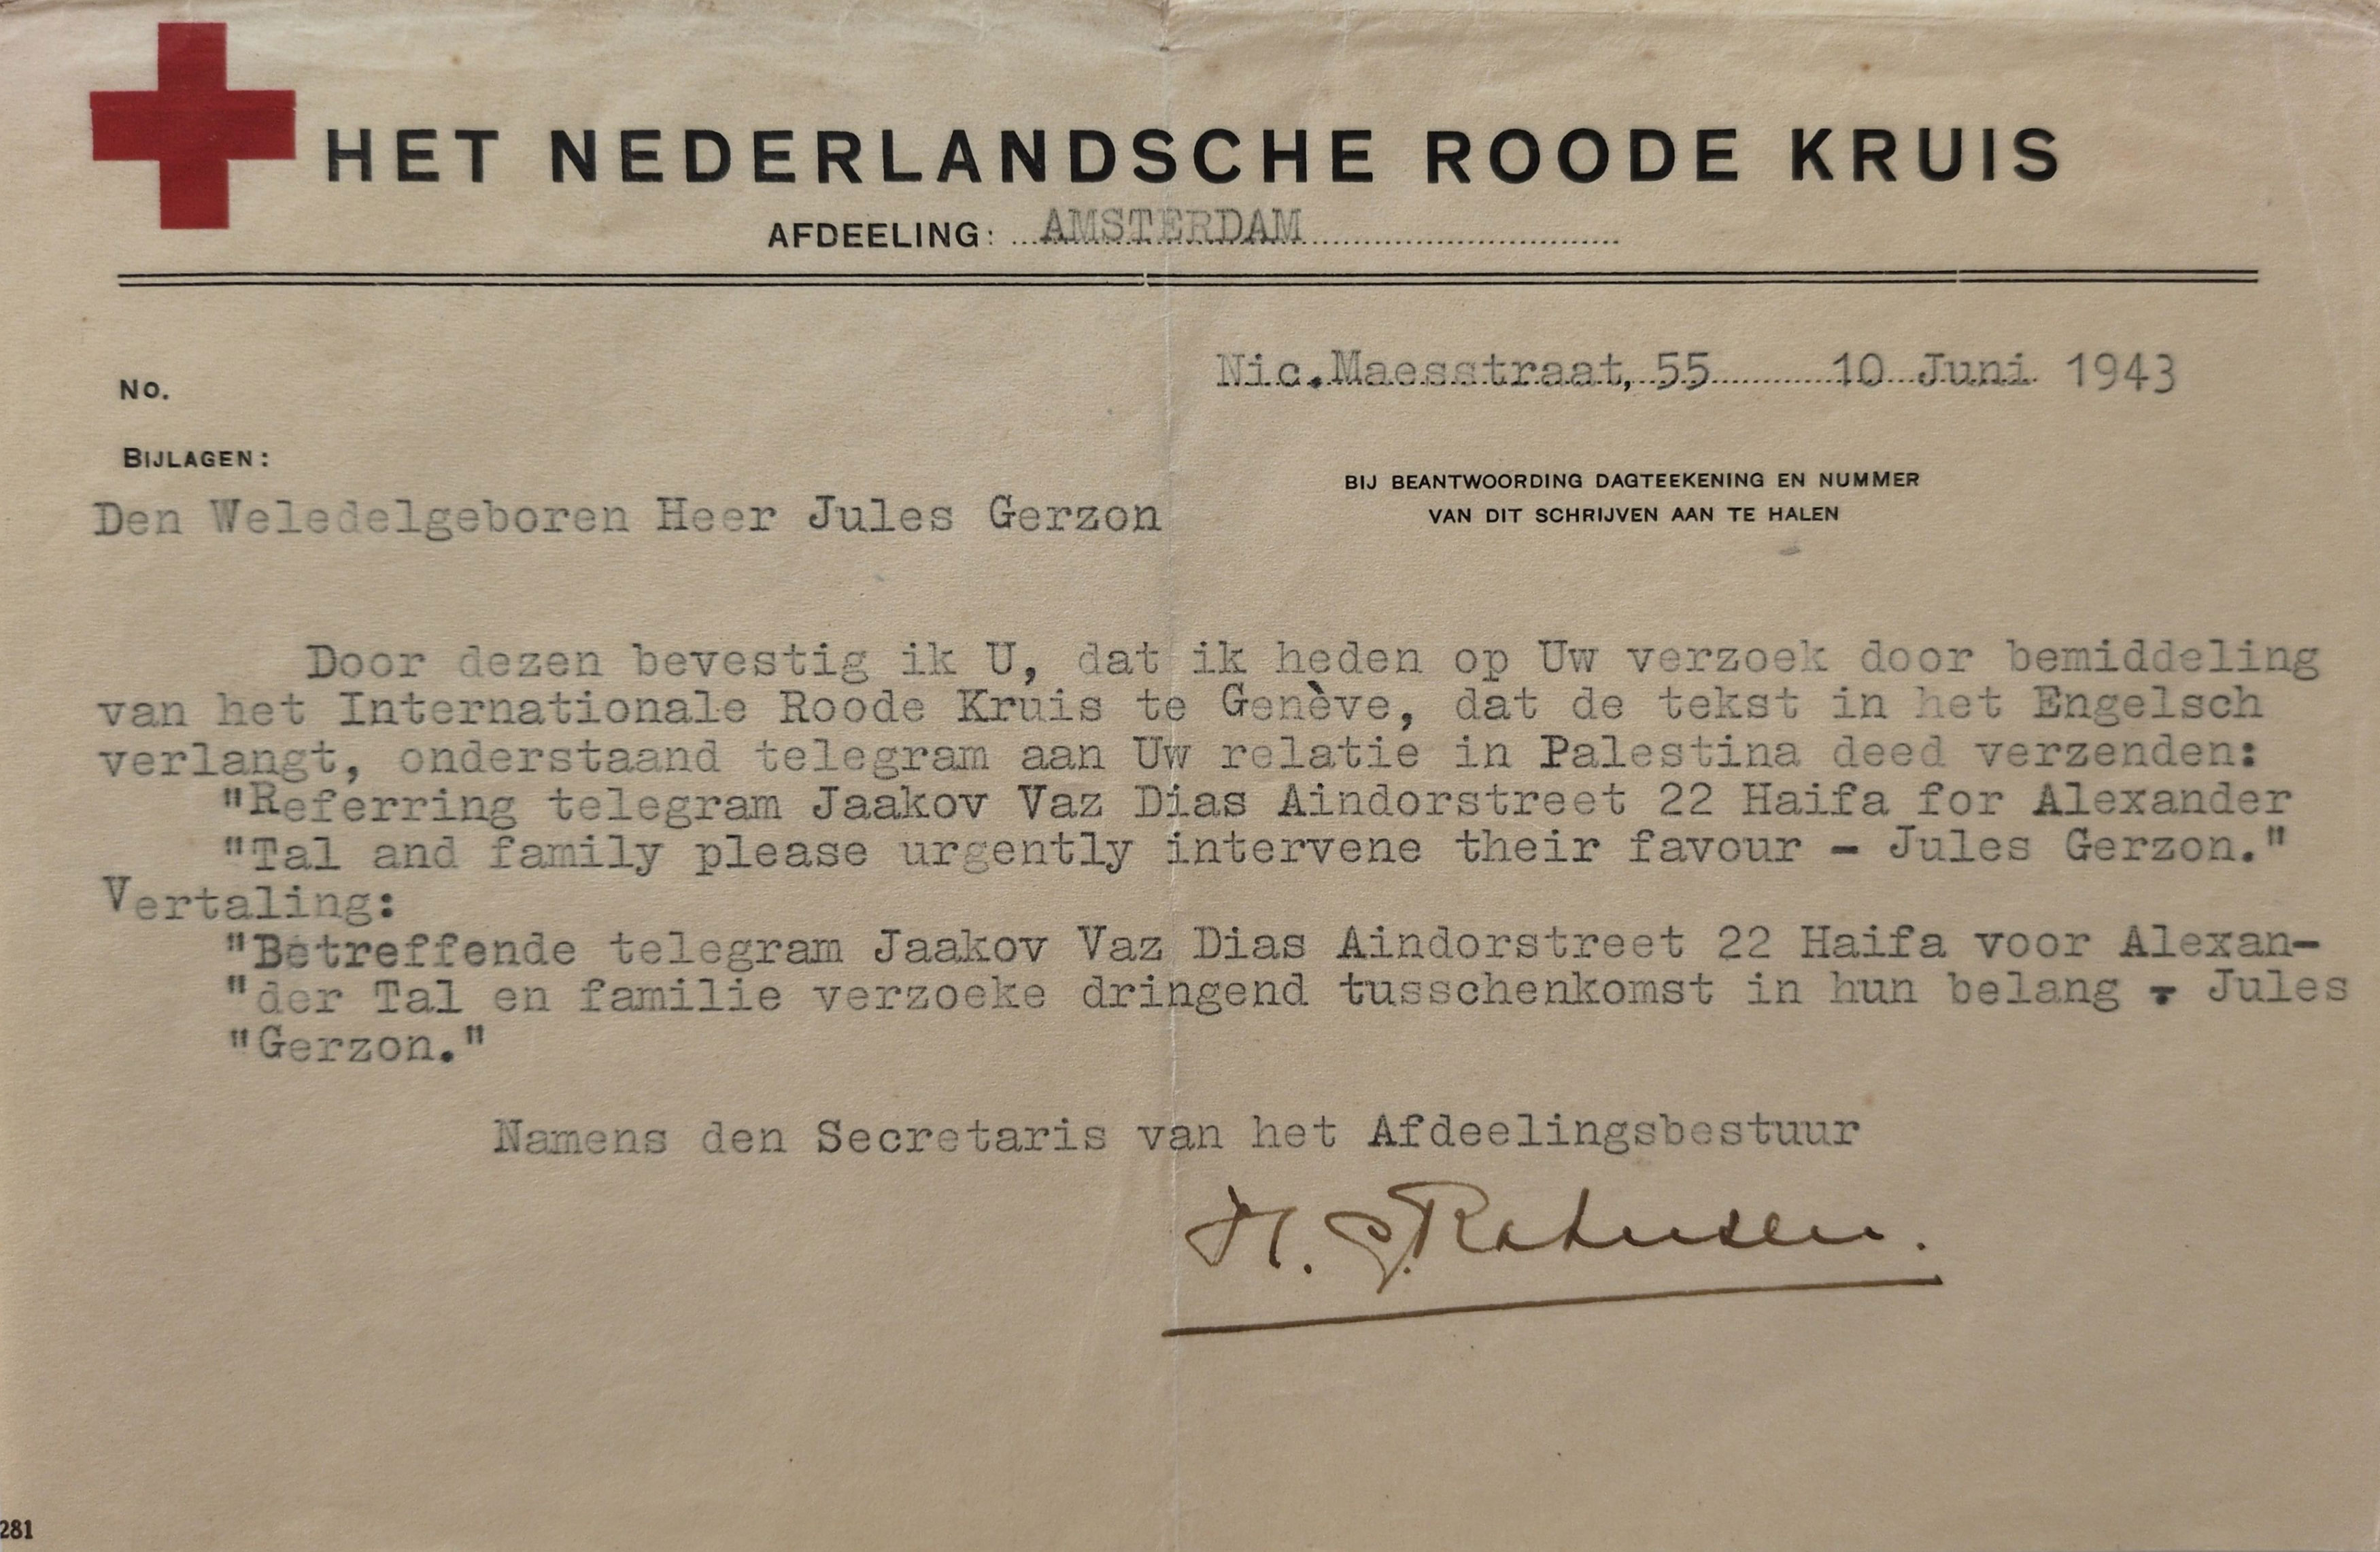 HET NEDERLANDSCHE ROODE KRUIS
AFDEELING: AMSTERDAM
Nic.Maesstraat, 55 10 Juni 1943
No.
BIJLAGEN:
BIJ BEANTWOORDING DAGTEEKENING EN NUMMER
VAN DIT SCHRIJVEN AAN TE HALEN
Den Weledelgeboren Heer Jules Gerzon
Door dezen bevestig ik U, dat ik heden op Uw verzoek door bemiddeling
van het Internationale Roode Kruis te Genève, dat de tekst in het Engelsch
verlangt, onderstaand telegram aan Uw relatie in Palestina deed verzenden:
"Referring telegram Jaakov Vaz Dias Aindorstreet 22 Haifa for Alexander
"Tal and family please urgently intervene their favour - Jules Gerzon."
Vertaling:
"Betreffende telegram Jaakov Vaz Dias Aindorstreet 22 Haifa voor Alexan-
"der Tal en familie verzoeke dringend tusschenkomst in hun belang - Jules
"Gerzon."
Namens den Secretaris van het Afdeelingsbestuur
H. J. Rahusen.
281